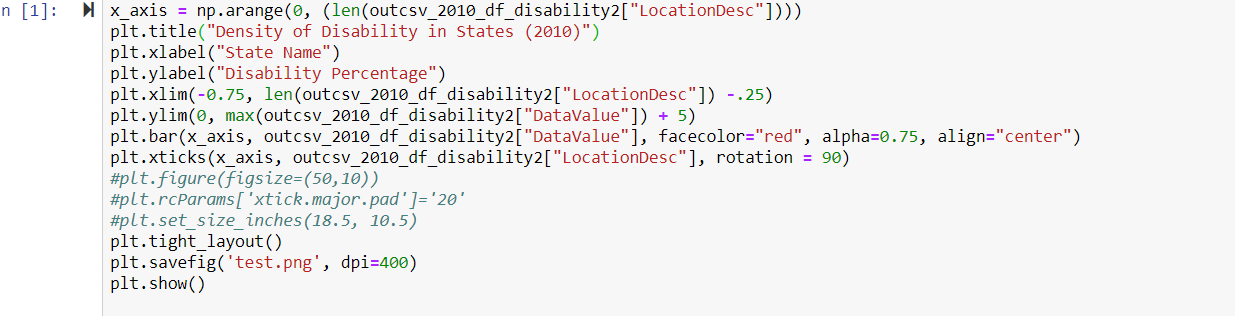 n [1]:
x_axis = np.arange(0, (len(outcsv_2010_df_disability2["LocationDesc"])))
plt.title("Density of Disability in States (2010)")
plt.xlabel("State Name")
plt.ylabel("Disability Percentage")
plt.xlim(-0.75, len(outcsv_2010_df_disability2["LocationDesc"]) -.25)
plt.ylim(0, max(outcsv_2010_df_disability2["DataValue"]) + 5)
plt.bar(x_axis, outcsv_2010_df_disability2["DataValue"], facecolor="red", alpha=0.75, align="center")
plt.xticks(x_axis, outcsv_2010_df_disability2["LocationDesc"], rotation = 90)
#plt.figure(figsize=(50,10))
#plt.rcParams['xtick.major.pad']='20'
#plt.set_size_inches(18.5, 10.5)
plt.tight_layout()
plt.savefig('test.png', dpi=400)
plt.show()